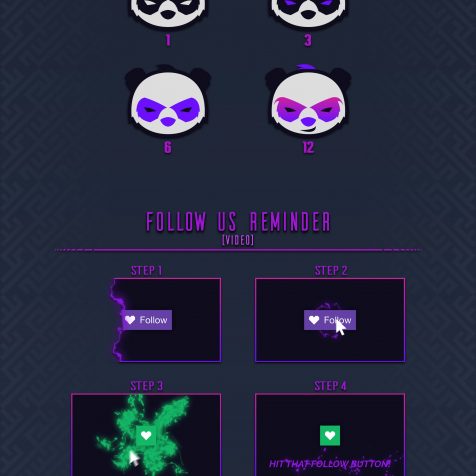 1 3
6 12
FOLLOW US REMINDER
[VIDEO]
STEP 1 STEP 2
Follow Follow
STEP 3 STEP 4
HIT THAT FOLLOW BUTTON!